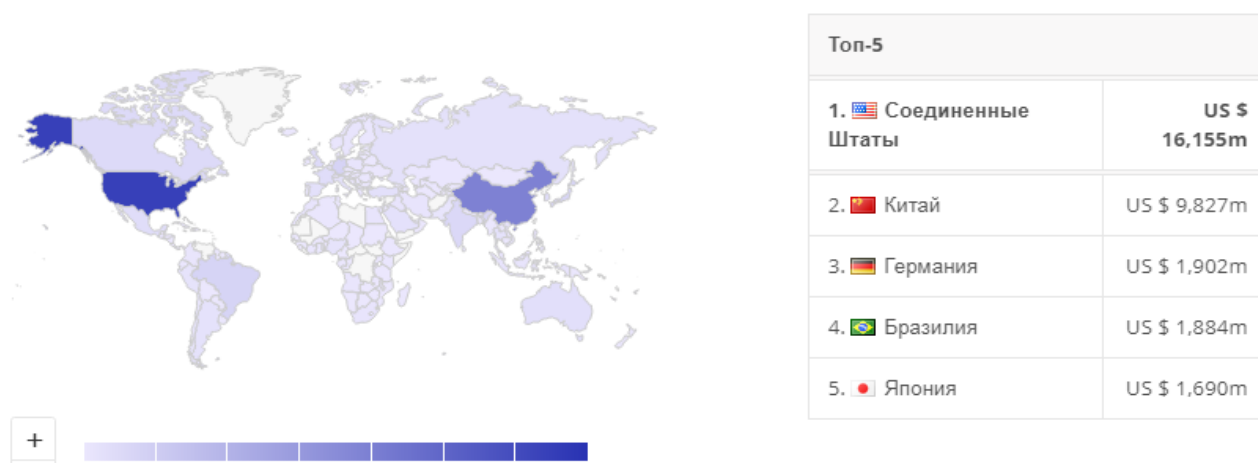 Топ-5
1. Соединенные
Штаты
US $
16,155m
2. Китай
US $ 9,827m
3. Германия
US $ 1,902m
4. Бразилия
US $ 1,884m
5. Япония
US $ 1,690m
+